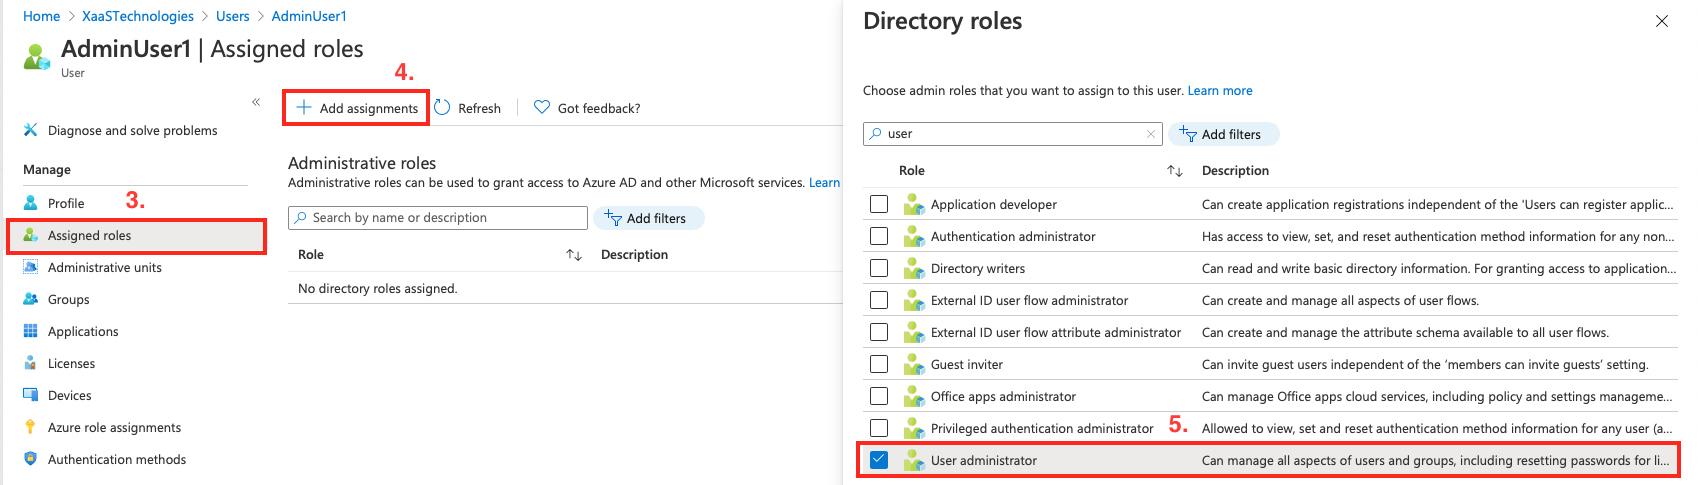 Home > XaaSTechnologies > Users > AdminUser1
AdminUser1 | Assigned roles
User
4.
«
+ Add assignments Refresh Got feedback?
Diagnose and solve problems
Manage
3.
Profile
Assigned roles
Administrative units
Groups
Applications
Licenses
Devices
Azure role assignments
Authentication methods
Administrative roles
Administrative roles can be used to grant access to Azure AD and other Microsoft services. Learn
Search by name or description Add filters
Role ↑↓ Description
No directory roles assigned.
Directory roles
Choose admin roles that you want to assign to this user. Learn more
user Add filters
Role ↑↓ Description
Application developer Can create application registrations independent of the 'Users can register applic...
Authentication administrator Has access to view, set, and reset authentication method information for any non...
Directory writers Can read and write basic directory information. For granting access to application...
External ID user flow administrator Can create and manage all aspects of user flows.
External ID user flow attribute administrator Can create and manage the attribute schema available to all user flows.
Guest inviter Can invite guest users independent of the ‘members can invite guests’ setting.
Office apps administrator Can manage Office apps cloud services, including policy and settings manageme...
Privileged authentication administrator 5. Allowed to view, set and reset authentication method information for any user (a...
User administrator Can manage all aspects of users and groups, including resetting passwords for li...